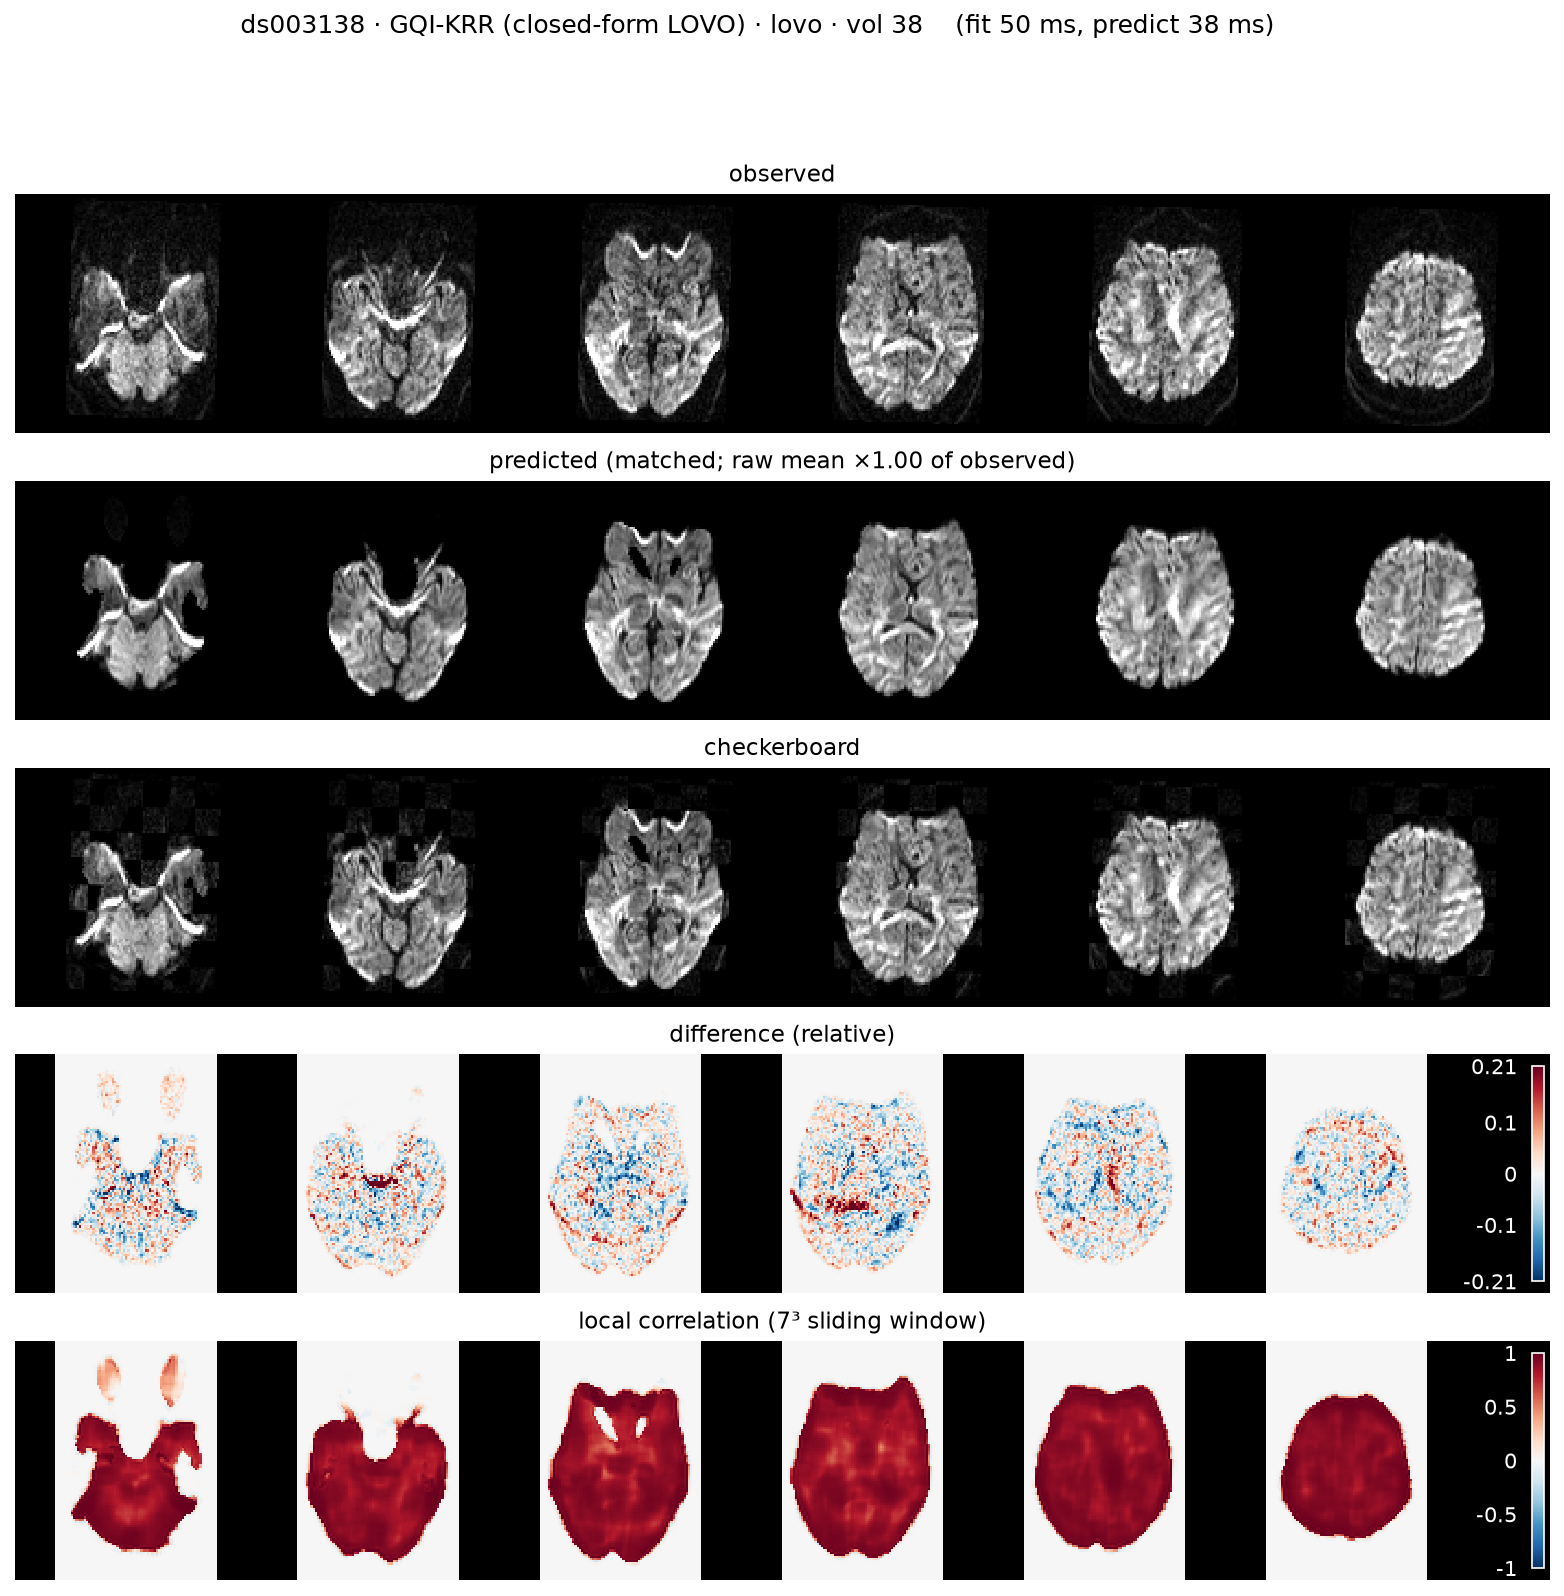 ds003138 · GQI-KRR (closed-form LOVO) · lovo · vol 38 (fit 50 ms, predict 38 ms)
observed
predicted (matched; raw mean ×1.00 of observed)
checkerboard
difference (relative)
0.21
0.1
0
-0.1
-0.21
local correlation (7³ sliding window)
1
0.5
0
-0.5
-1